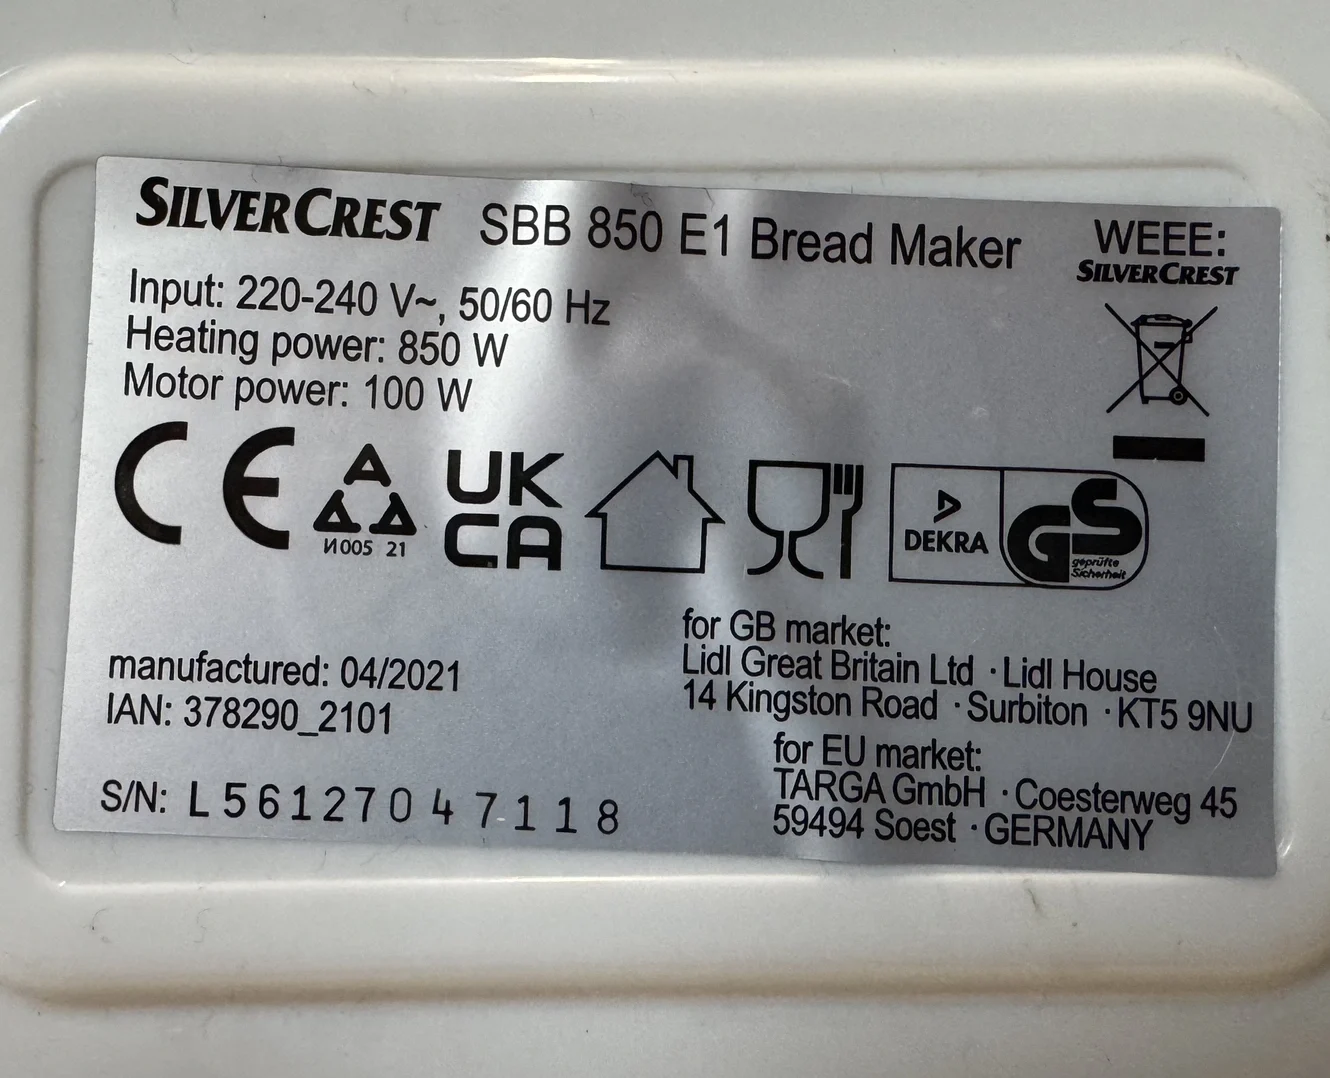 SILVERCREST SBB 850 E1 Bread Maker
WEEE:
SILVERCREST
Input: 220-240 V~, 50/60 Hz
Heating power: 850 W
Motor power: 100 W
CE
A
И005 21
UK
CA
DEKRA
GS
geprüfte
Sicherheit
manufactured: 04/2021
IAN: 378290_2101
S/N: L56127047118
for GB market:
Lidl Great Britain Ltd · Lidl House
14 Kingston Road · Surbiton · KT5 9NU
for EU market:
TARGA GmbH · Coesterweg 45
59494 Soest · GERMANY